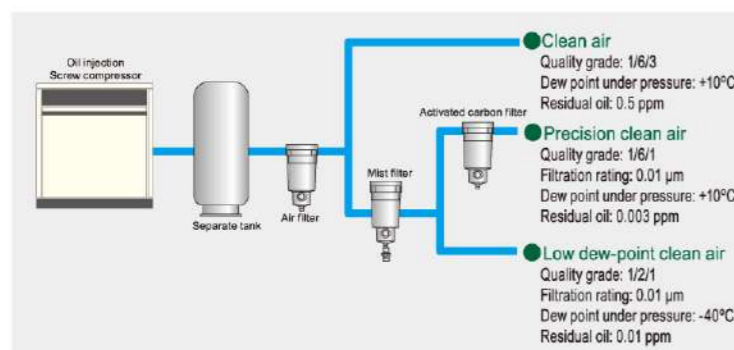 Oil injection
Screw compressor
Separate tank
Air filter
Mist filter
Activated carbon filter
Clean air
Quality grade: 1/6/3
Dew point under pressure: +10ºC
Residual oil: 0.5 ppm
Precision clean air
Quality grade: 1/6/1
Filtration rating: 0.01 µm
Dew point under pressure: +10ºC
Residual oil: 0.003 ppm
Low dew-point clean air
Quality grade: 1/2/1
Filtration rating: 0.01 µm
Dew point under pressure: -40ºC
Residual oil: 0.01 ppm